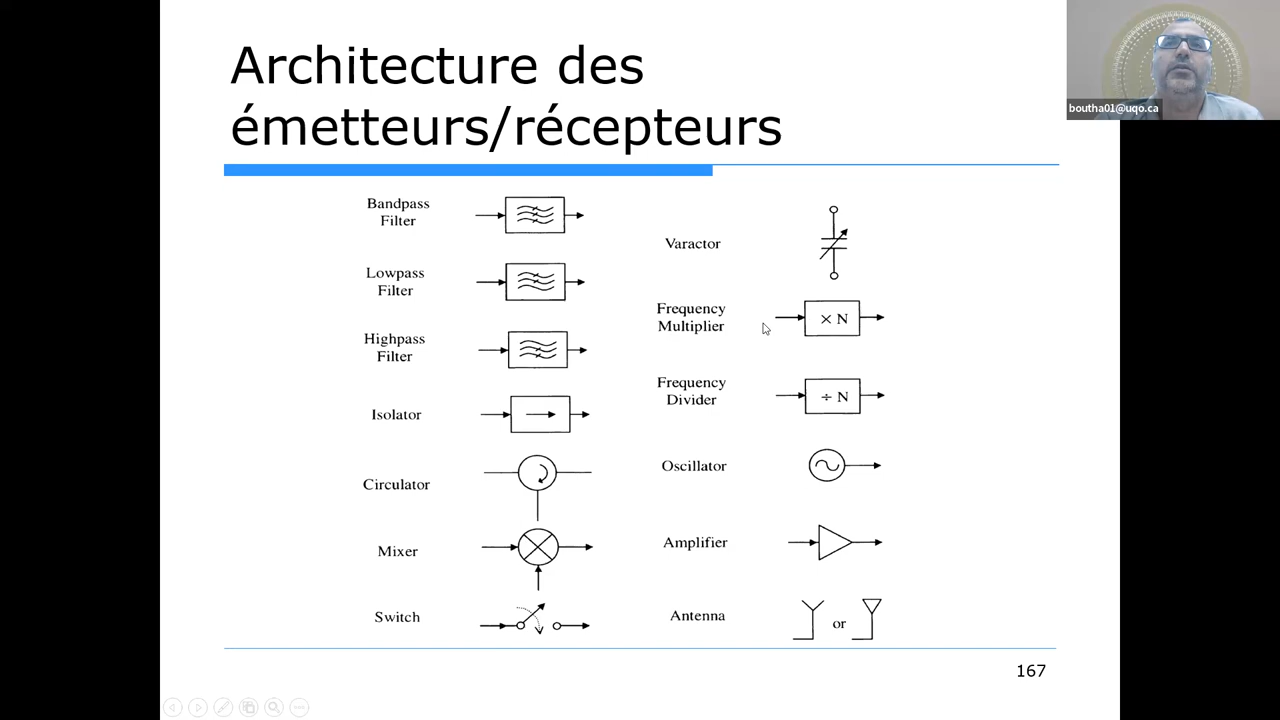 Architecture des
émetteurs/récepteurs
boutha01@uqo.ca
Bandpass
Filter
Lowpass
Filter
Highpass
Filter
Isolator
Circulator
Mixer
Switch
Varactor
Frequency
Multiplier
× N
Frequency
Divider
÷ N
Oscillator
Amplifier
Antenna
or
167